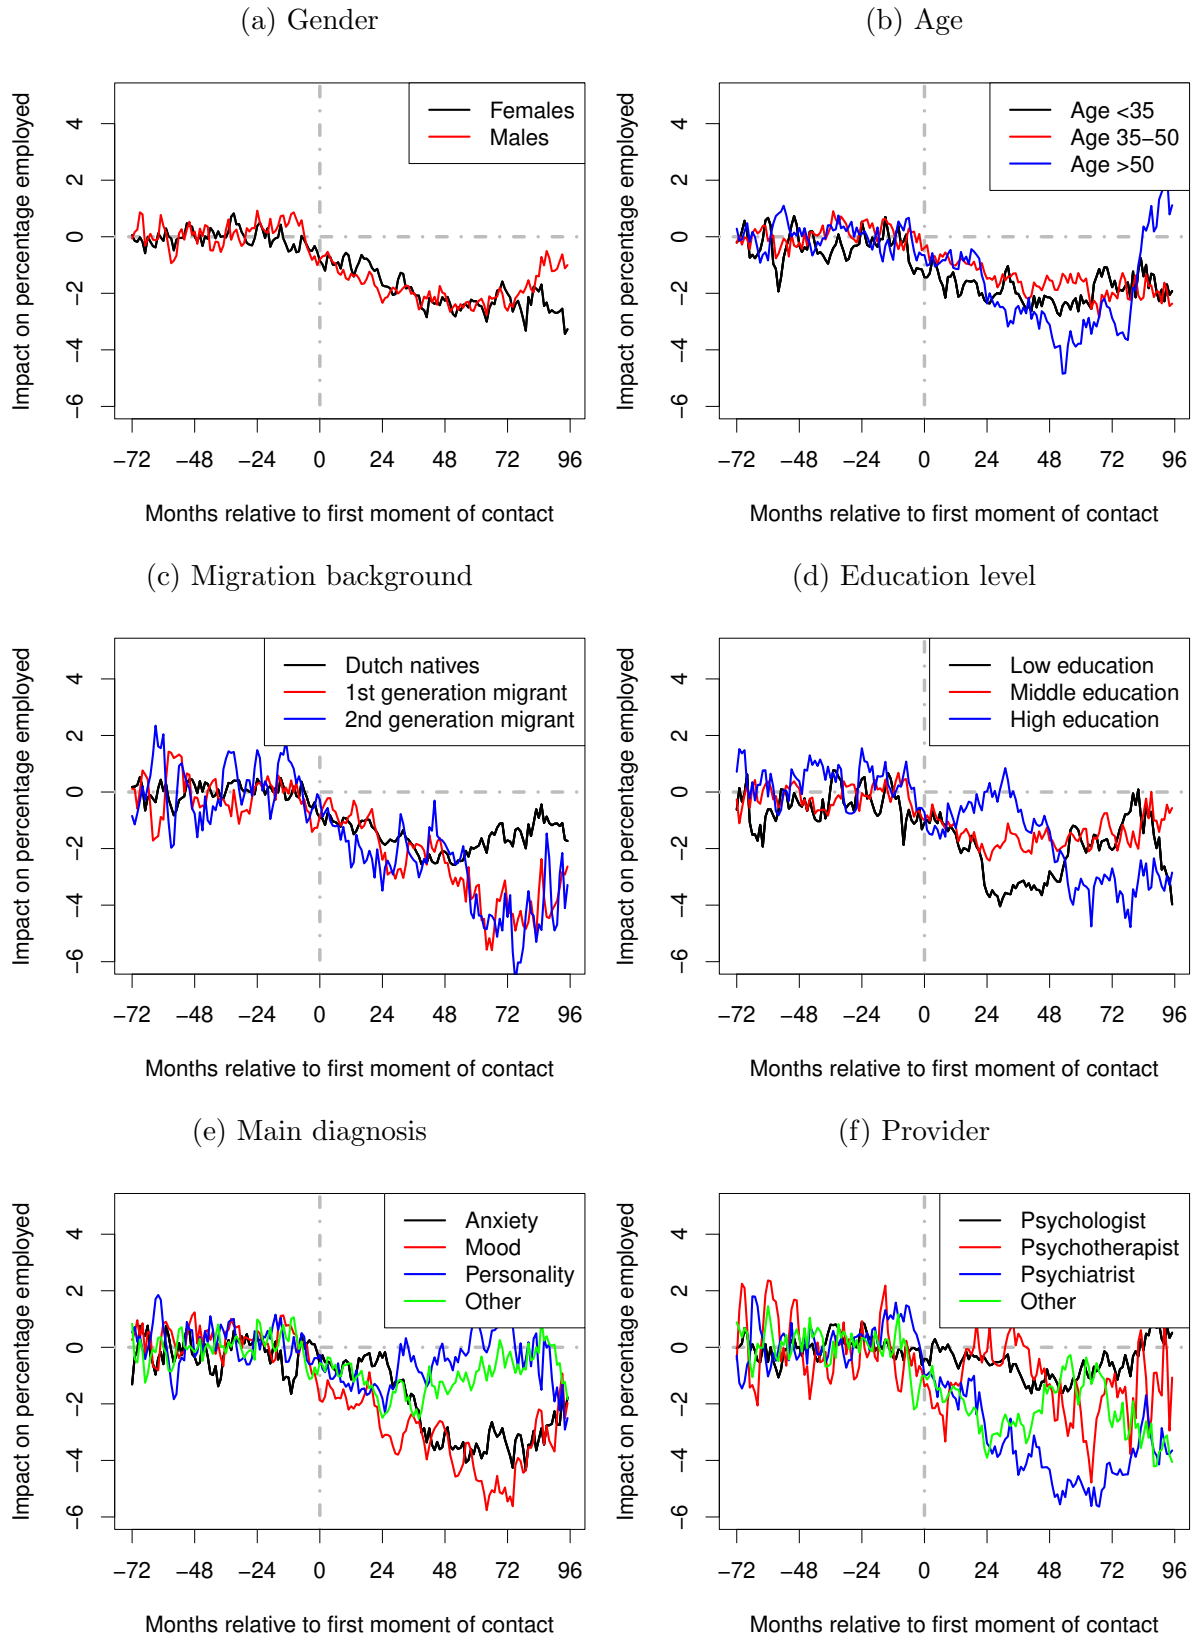 (a) Gender
Impact on percentage employed
4
2
0
−2
−4
−6
Females
Males
−72 −48 −24 0 24 48 72 96
Months relative to first moment of contact
(b) Age
Impact on percentage employed
4
2
0
−2
−4
−6
Age <35
Age 35−50
Age >50
−72 −48 −24 0 24 48 72 96
Months relative to first moment of contact
(c) Migration background
Impact on percentage employed
4
2
0
−2
−4
−6
Dutch natives
1st generation migrant
2nd generation migrant
−72 −48 −24 0 24 48 72 96
Months relative to first moment of contact
(d) Education level
Impact on percentage employed
4
2
0
−2
−4
−6
Low education
Middle education
High education
−72 −48 −24 0 24 48 72 96
Months relative to first moment of contact
(e) Main diagnosis
Impact on percentage employed
4
2
0
−2
−4
−6
Anxiety
Mood
Personality
Other
−72 −48 −24 0 24 48 72 96
Months relative to first moment of contact
(f) Provider
Impact on percentage employed
4
2
0
−2
−4
−6
Psychologist
Psychotherapist
Psychiatrist
Other
−72 −48 −24 0 24 48 72 96
Months relative to first moment of contact